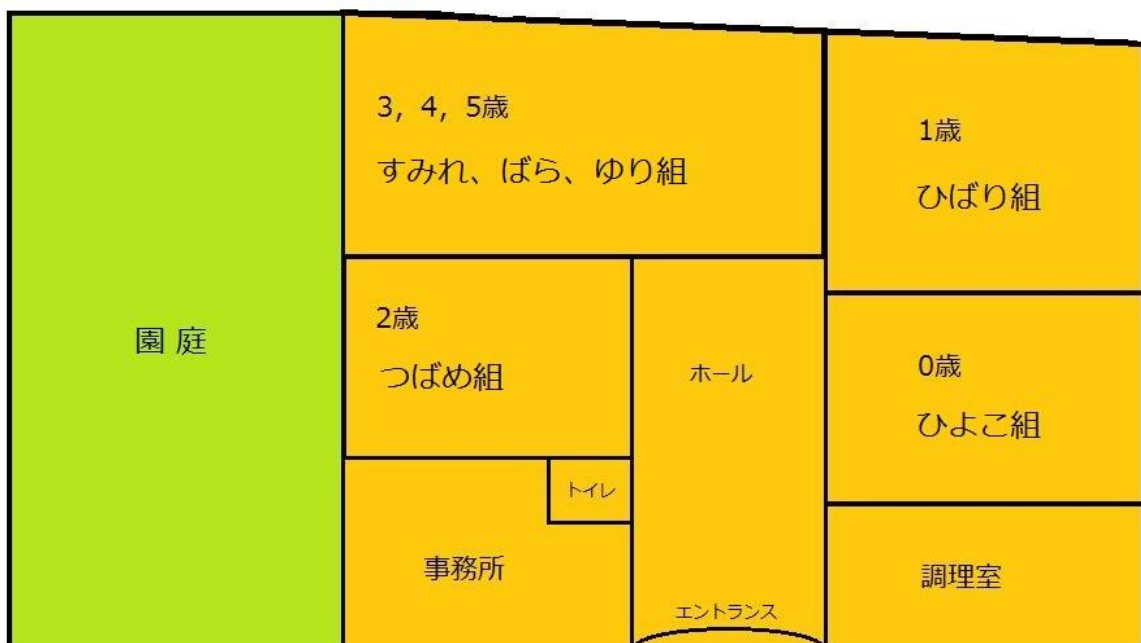 3，4，5歳
すみれ、ばら、ゆり組
1歳
ひばり組
園 庭
2歳
つばめ組
ホール
0歳
ひよこ組
トイレ
事務所
エントランス
調理室